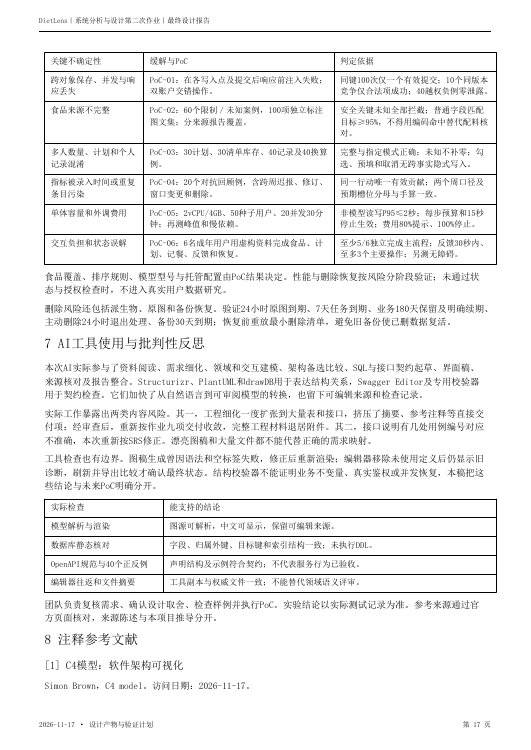 DietLens｜系统分析与设计第二次作业｜最终设计报告
关键不确定性 缓解与PoC 判定依据
跨对象保存、并发与响 PoC-01：在各写入点及提交后响应前注入失败； 同键100次仅一个有效提交；10个同版本
应丢失 双账户交错操作。 竞争仅合法项成功；40越权负例零泄露。
食品来源不完整 PoC-02：60个限制／未知案例，100项独立标注 安全关键未知全部拦截；普通字段匹配
图文集；分来源报告覆盖。 目标≥95%，不得用编码命中替代配料核
对。
多人数量、计划和个人 PoC-03：30计划、30清单库存、40记录及40换算 完整与指定模式正确；未知不补零；勾
记录混淆 例。 选、预填和取消无跨事实隐式写入。
指标被录入时间或重复 PoC-04：20个对抗回顾例，含跨周迟报、修订、 同一行动唯一有效贡献；两个周口径及
条目污染 窗口变更和删除。 预期槽位分母与手算一致。
单体容量和外调费用 PoC-05：2vCPU/4GB、50种子用户、20并发30分 非模型读写P95≤2秒；每步预算和15秒
钟；再测峰值和慢依赖。 停止生效；费用80%提示、100%停止。
交互负担和状态误解 PoC-06：6名成年用户用虚构资料完成食品、计 至少5/6独立完成主流程；反馈30秒内、
划、记餐、反馈和恢复。 至多3个主要操作；另测无障碍。
食品覆盖、排序规则、模型型号与托管配置由PoC结果决定。性能与删除恢复按风险分阶段验证；未通过状
态与授权检查时，不进入真实用户数据研究。
删除风险还包括派生物、原图和备份恢复。验证24小时原图到期、7天任务到期、业务180天保留及明确续期、
主动删除24小时退出处理、备份30天到期；恢复前重放最小删除清单，避免旧备份使已删数据复活。
7 AI工具使用与批判性反思
本次AI实际参与了资料阅读、需求细化、领域和交互建模、架构备选比较、SQL与接口契约起草、界面稿、
来源核对及报告整合。Structurizr、PlantUML和drawDB用于表达结构关系，Swagger Editor及专用校验器
用于契约检查。它们加快了从自然语言到可审阅模型的转换，也留下可编辑来源和检查记录。
实际工作暴露出两类内容风险。其一，工程细化一度扩张到大量表和接口，挤压了摘要、参考注释等直接交
付项；经审查后，重新按作业九项交付收敛，完整工程材料退居附件。其二，接口说明有几处用例编号对应
不准确，本次重新按SRS修正。漂亮图稿和大量文件都不能代替正确的需求映射。
工具检查也有边界。图稿生成曾因语法和空标签失败，修正后重新渲染；编辑器移除未使用定义后仍显示旧
诊断，刷新并导出比较才确认最终状态。结构校验器不能证明业务不变量、真实鉴权或并发恢复，本稿把这
些结论与未来PoC明确分开。
实际检查 能支持的结论
模型解析与渲染 图源可解析，中文可显示，保留可编辑来源。
数据库静态核对 字段、归属外键、目标键和索引结构一致；未执行DDL。
OpenAPI规范与40个正反例 声明结构及示例符合契约；不代表服务行为已验收。
编辑器往返和文件摘要 工具副本与权威文件一致；不能替代领域语义评审。
团队负责复核需求、确认设计取舍、检查样例并执行PoC。实验结论以实际测试记录为准。参考来源通过官
方页面核对，来源陈述与本项目推导分开。
8 注释参考文献
[1] C4模型：软件架构可视化
Simon Brown，C4 model。访问日期：2026-11-17。
2026-11-17 • 设计产物与验证计划 第 17 页